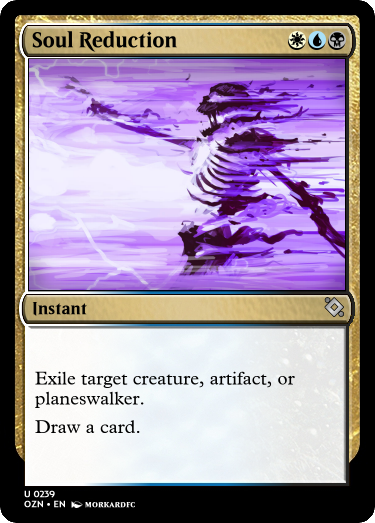 Soul Reduction
Instant
Exile target creature, artifact, or
planeswalker.
Draw a card.
U 0239
OZN • EN MORKARDFC